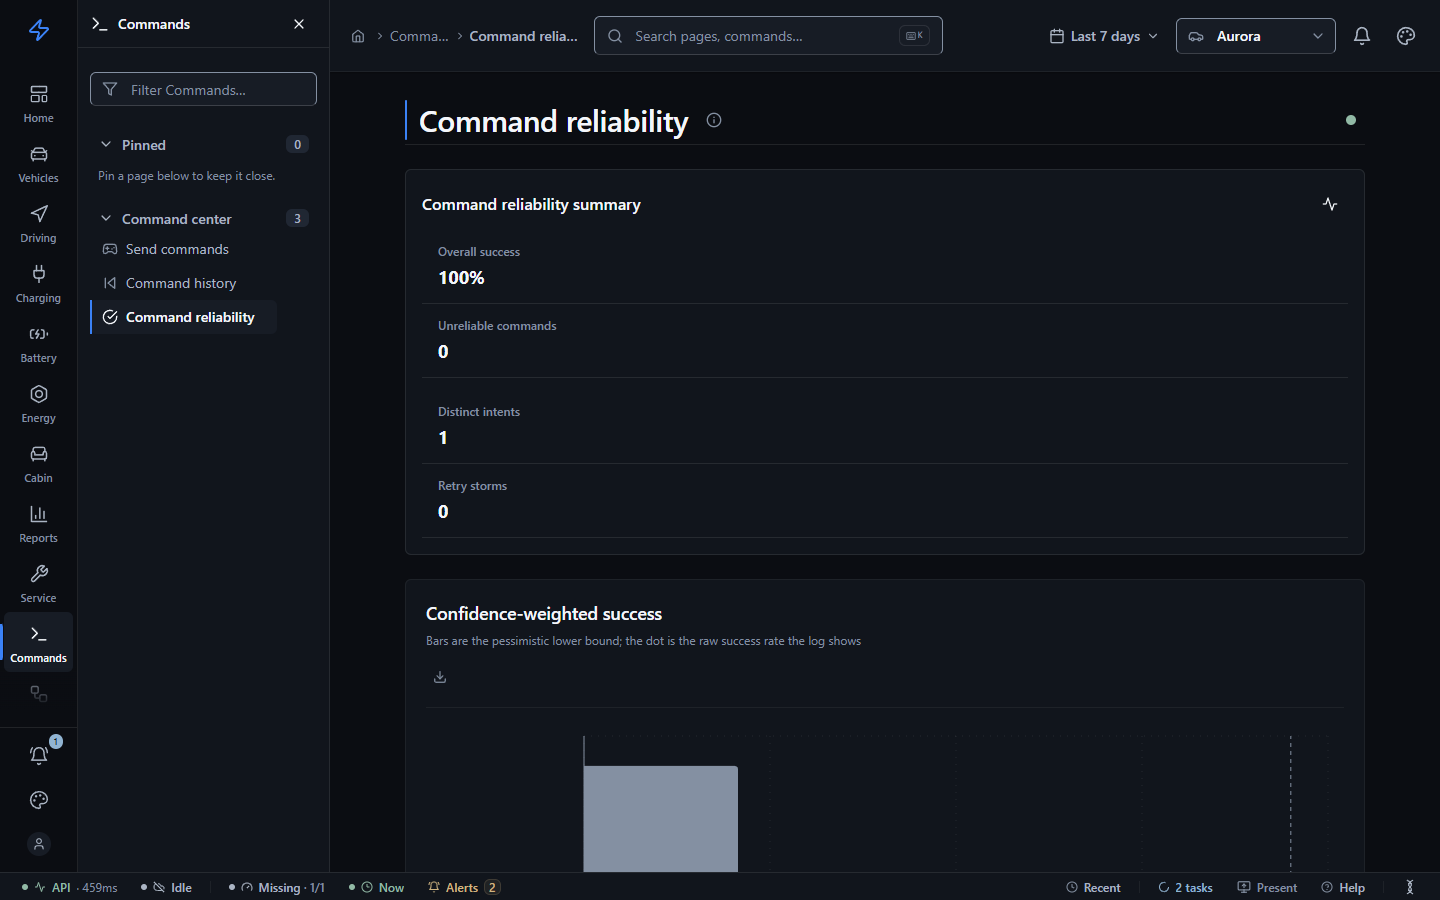 Commands
Comma...
Command relia...
Search pages, commands...
K
Last 7 days
Aurora
Filter Commands...
Home
Vehicles
Driving
Charging
Battery
Energy
Cabin
Reports
Service
Commands
1
Pinned
0
Pin a page below to keep it close.
Command center
3
Send commands
Command history
Command reliability
Command reliability
Command reliability summary
Overall success
100%
Unreliable commands
0
Distinct intents
1
Retry storms
0
Confidence-weighted success
Bars are the pessimistic lower bound; the dot is the raw success rate the log shows
API · 459ms
Idle
Missing · 1/1
Now
Alerts 2
Recent
2 tasks
Present
Help